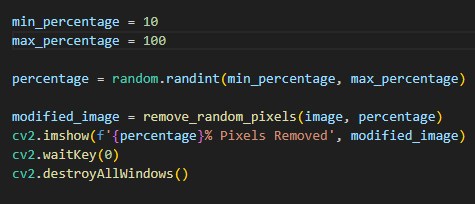 min_percentage = 10
max_percentage = 100
percentage = random.randint(min_percentage, max_percentage)
modified_image = remove_random_pixels(image, percentage)
cv2.imshow(f'{percentage}% Pixels Removed', modified_image)
cv2.waitKey(0)
cv2.destroyAllWindows()